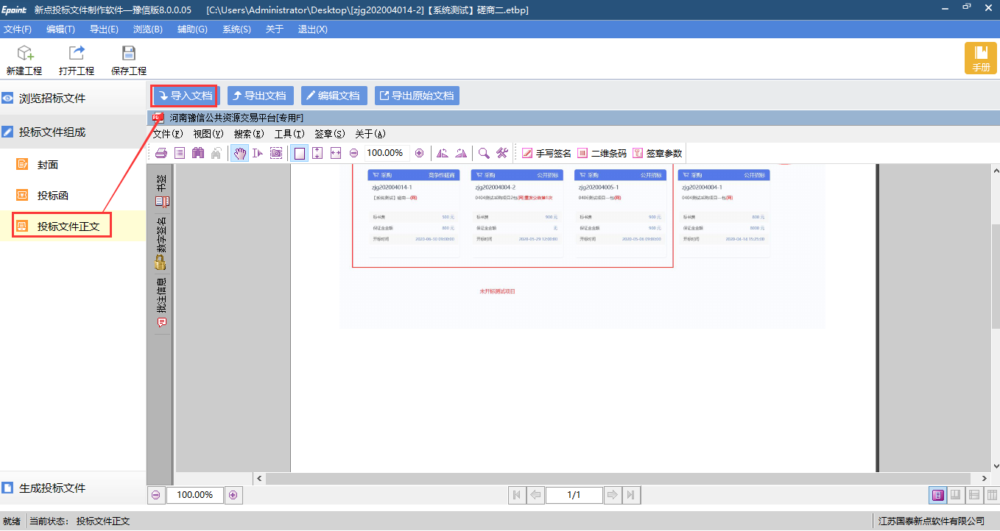 Epoint 新点投标文件制作软件—豫信版8.0.0.05 [C:\Users\Administrator\Desktop\[zjg202004014-2]【系统测试】磋商二.etbp]
文件(F) 编辑(T) 导出(E) 浏览(B) 辅助(G) 系统(S) 关于 退出(X)
新建工程 打开工程 保存工程 手册
浏览招标文件
投标文件组成
封面
投标函
投标文件正文
生成投标文件
导入文档 导出文档 编辑文档 导出原始文档
河南豫信公共资源交易平台[专用F]
文件(F) 视图(V) 搜索(E) 工具(T) 签章(S) 关于(A)
100.00% 手写签名 二维条码 签章参数
书签
数字签名
批注信息
采购 竞争性磋商
zjg202004014-1
【系统测试】磋商一(网)
标书费 500 元
保证金金额 800 元
开标时间 2020-06-30 09:00:00
采购 公开招标
zjg202004004-2
0404测试采购项目2包(网)重发公告第1次
标书费 900 元
保证金金额 元
开标时间 2020-05-29 12:00:00
采购 公开招标
zjg202004005-1
0406测试项目一包(网)
标书费 900 元
保证金金额 900 元
开标时间 2020-05-06 09:00:00
采购 公开招标
zjg202004004-1
0404测试项目一包(网)
标书费 800 元
保证金金额 8000 元
开标时间 2020-04-14 15:25:00
未开标测试项目
100.00% 1/1
就绪 当前状态： 投标文件正文 江苏国泰新点软件有限公司